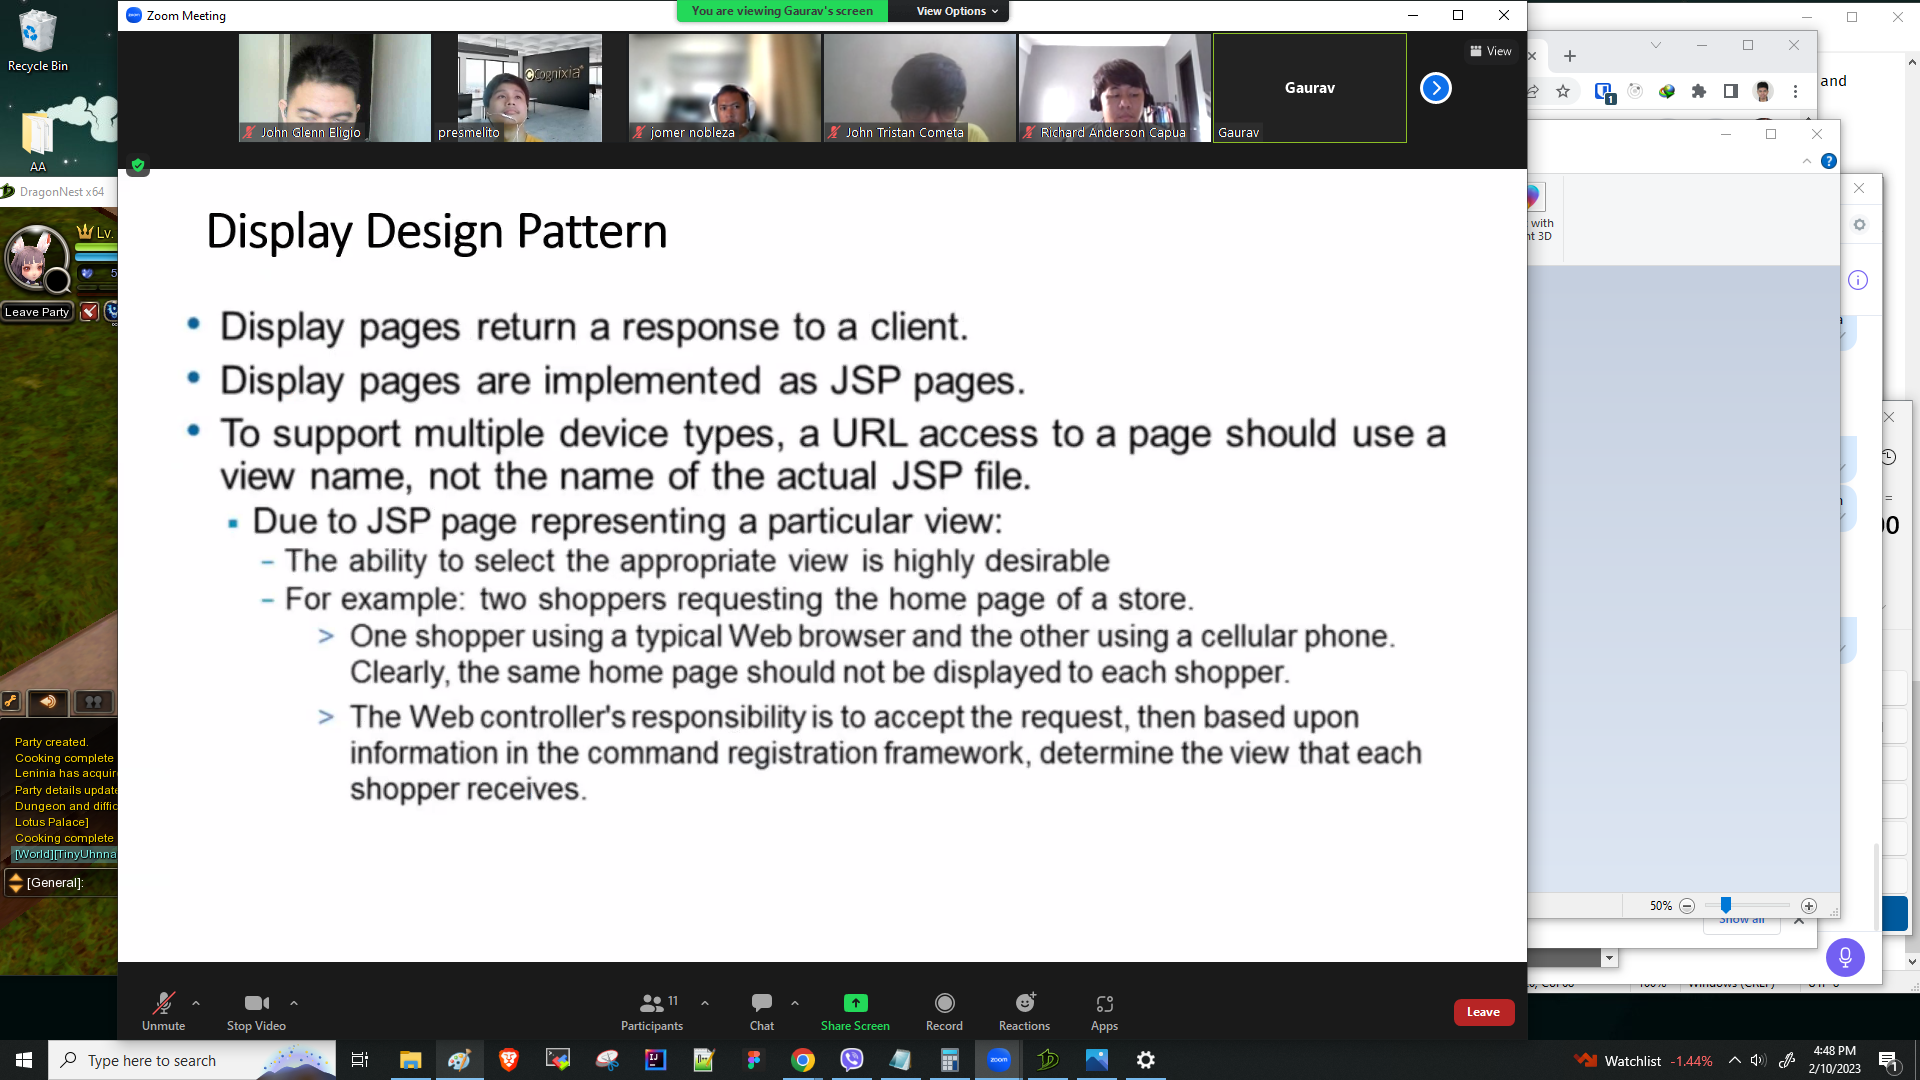 Recycle Bin
AA
DragonNest x64
Lv.
5
Leave Party
Party created.
Cooking complete
Leninia has acquir
Party details update
Dungeon and diffic
Lotus Palace]
Cooking complete
[World][TinyUhnna
[General]:
Zoom Meeting
You are viewing Gaurav's screen
View Options
View
Cognixia
John Glenn Eligio
presmelito
jomer nobleza
John Tristan Cometa
Richard Anderson Capua
Gaurav
Gaurav
Display Design Pattern
• Display pages return a response to a client.
• Display pages are implemented as JSP pages.
• To support multiple device types, a URL access to a page should use a
view name, not the name of the actual JSP file.
▪ Due to JSP page representing a particular view:
– The ability to select the appropriate view is highly desirable
– For example: two shoppers requesting the home page of a store.
> One shopper using a typical Web browser and the other using a cellular phone.
Clearly, the same home page should not be displayed to each shopper.
> The Web controller's responsibility is to accept the request, then based upon
information in the command registration framework, determine the view that each
shopper receives.
Unmute
Stop Video
Participants
11
Chat
Share Screen
Record
Reactions
Apps
Leave
and
1
with
nt 3D
=
00
50%
Show all
Type here to search
zoom
Watchlist -1.44%
4:48 PM
2/10/2023
1